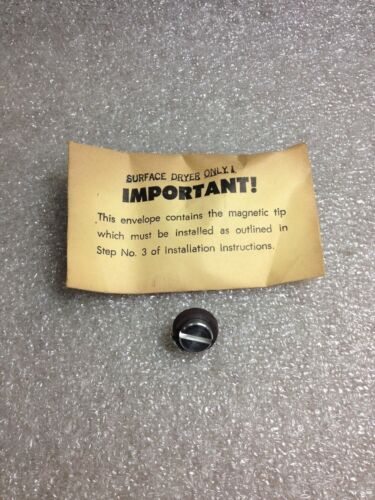 SURFACE DRYER ONLY!
IMPORTANT!
This envelope contains the magnetic tip
which must be installed as outlined in
Step No. 3 of Installation Instructions.